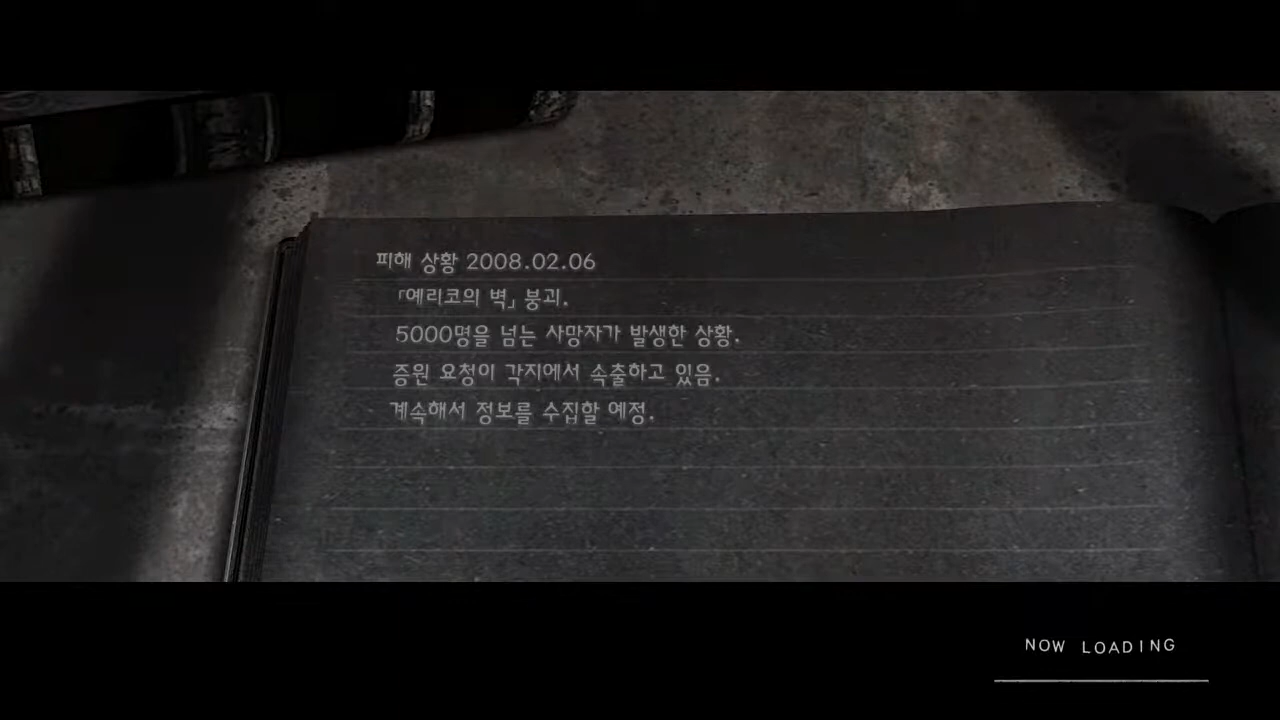 피해 상황 2008.02.06
「예리코의 벽」 붕괴.
5000명을 넘는 사망자가 발생한 상황.
증원 요청이 각지에서 속출하고 있음.
계속해서 정보를 수집할 예정.
NOW LOADING